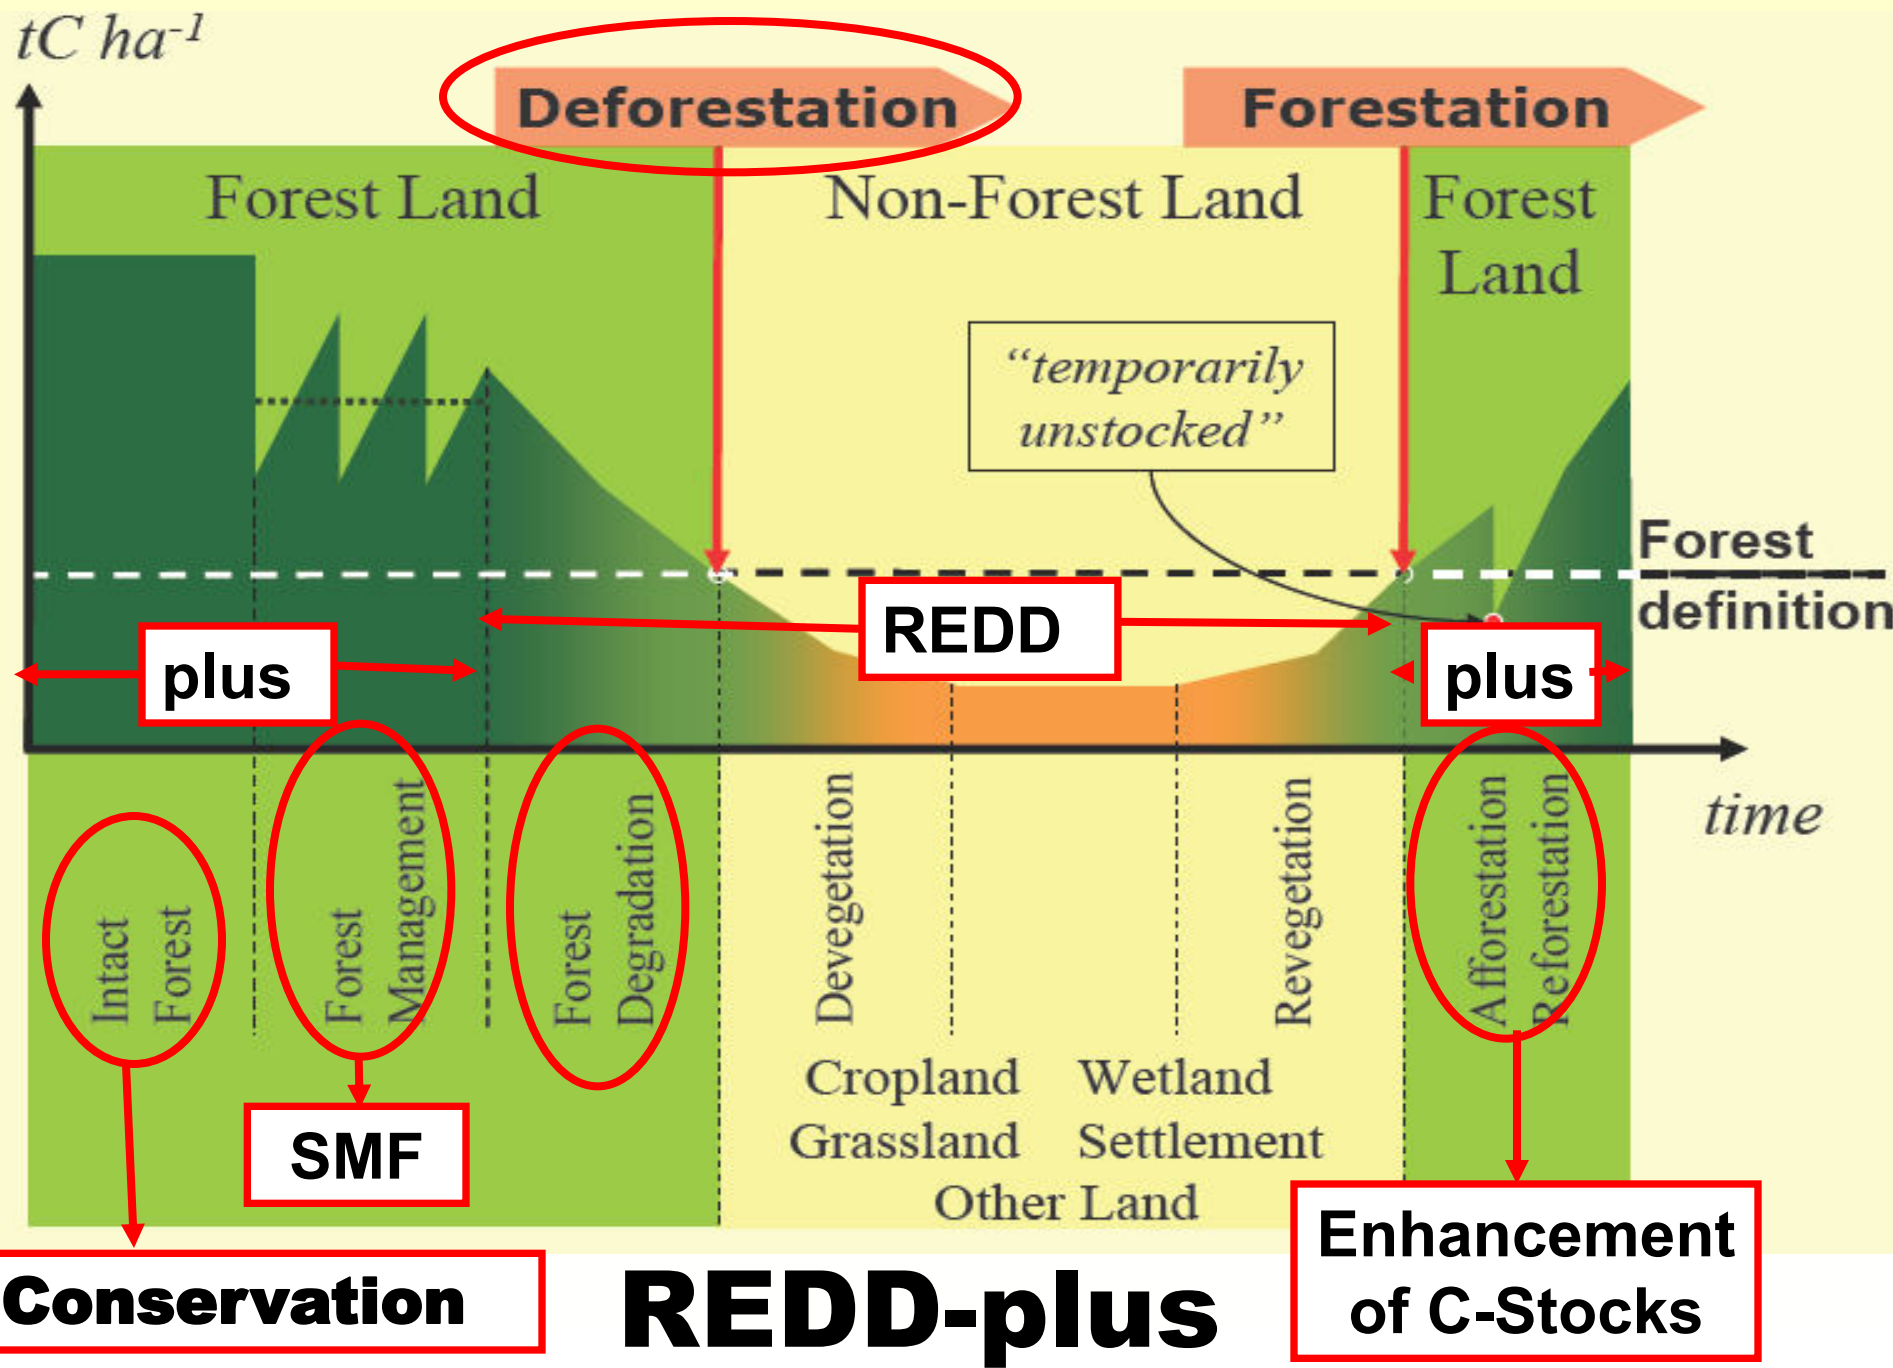 tC ha-1
Deforestation
Forestation
Forest Land
Non-Forest Land
Forest
Land
“temporarily
unstocked”
Forest
definition
REDD
plus
plus
time
Intact
Forest
Forest
Management
Forest
Degradation
Devegetation
Revegetation
Afforestation
Reforestation
Cropland
Wetland
Grassland
Settlement
Other Land
SMF
Conservation
REDD-plus
Enhancement
of C-Stocks